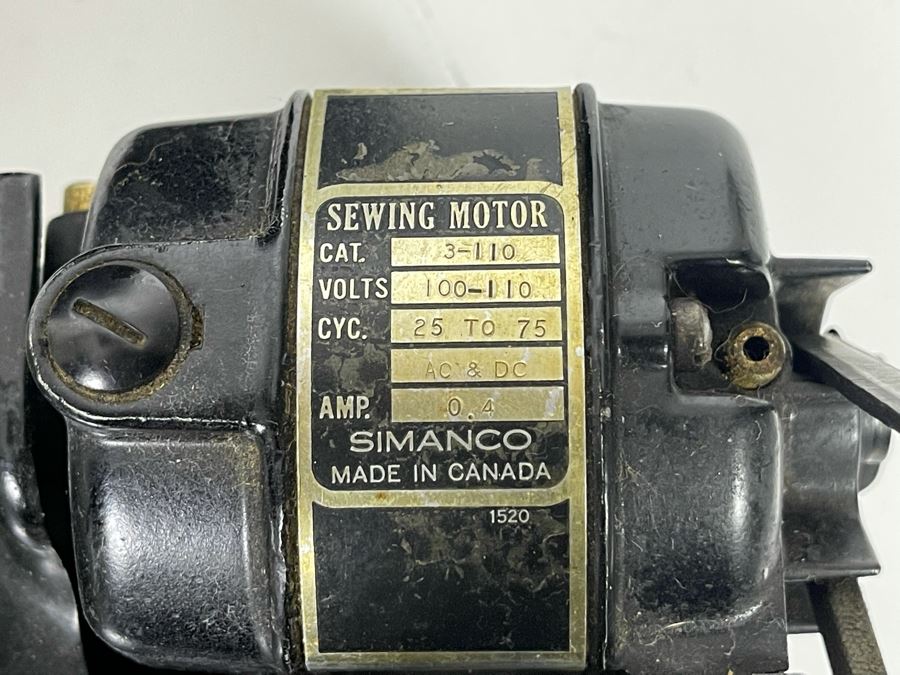 SEWING MOTOR
CAT. 3-110
VOLTS 100-110
CYC. 25 TO 75
AC & DC
AMP. 0.4
SIMANCO
MADE IN CANADA
1520